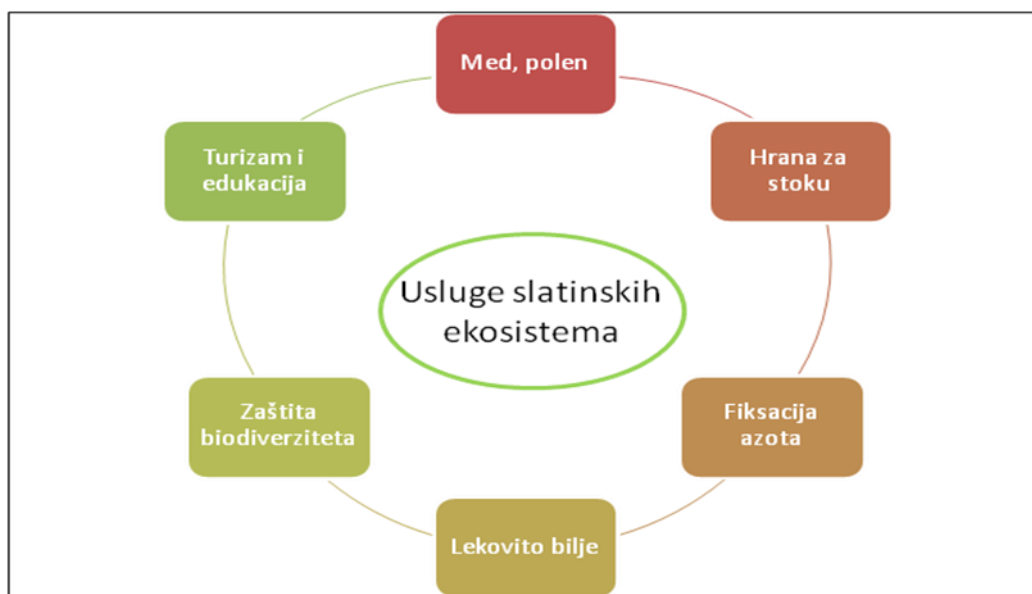 Med, polen
Turizam i
edukacija
Hrana za
stoku
Usluge slatinskih
ekosistema
Zaštita
biodiverziteta
Fiksacija
azota
Lekovito bilje